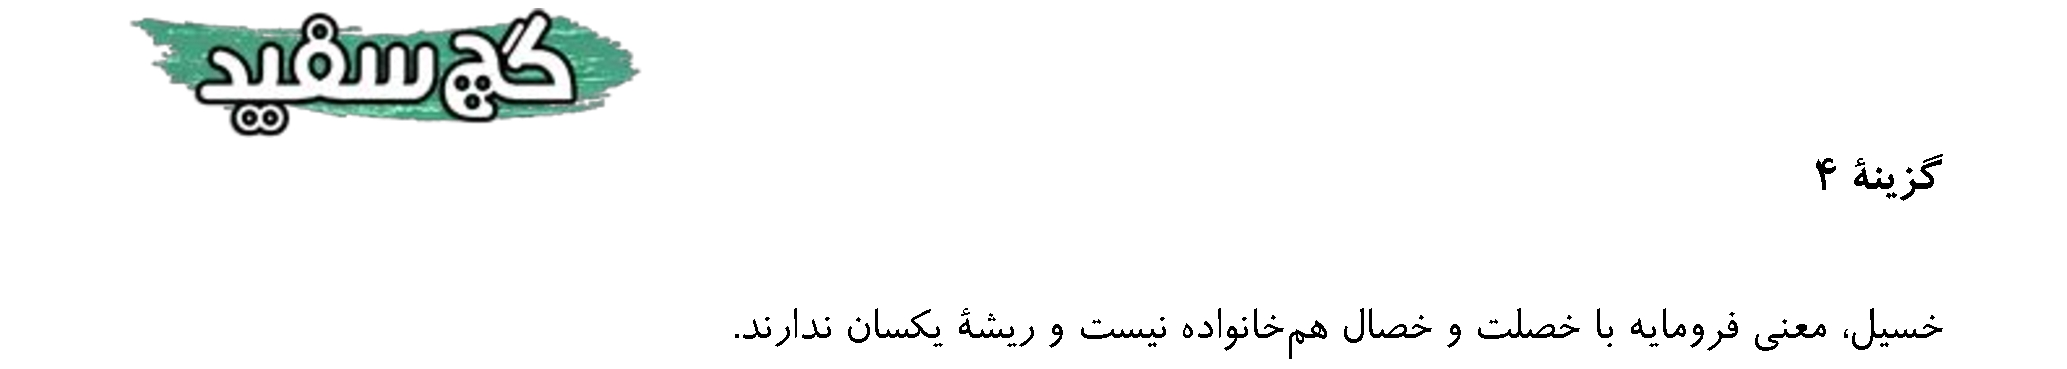 گچ سفید
گزینهٔ ۴
خسیل، معنی فرومایه با خصلت و خصال هم‌خانواده نیست و ریشهٔ یکسان ندارند.